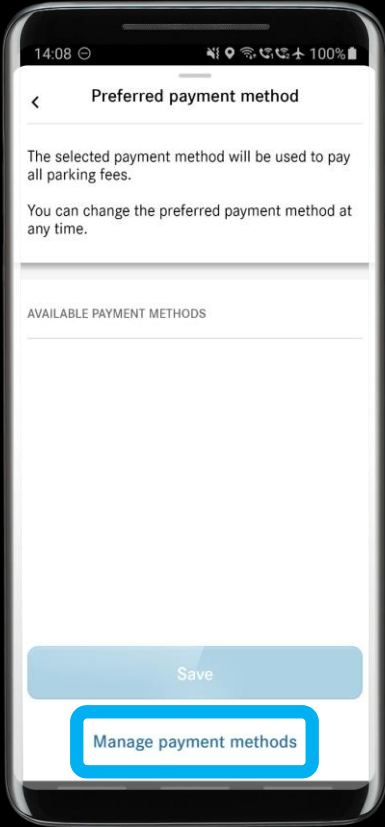 14:08
100%
Preferred payment method
The selected payment method will be used to pay
all parking fees.
You can change the preferred payment method at
any time.
AVAILABLE PAYMENT METHODS
Save
Manage payment methods